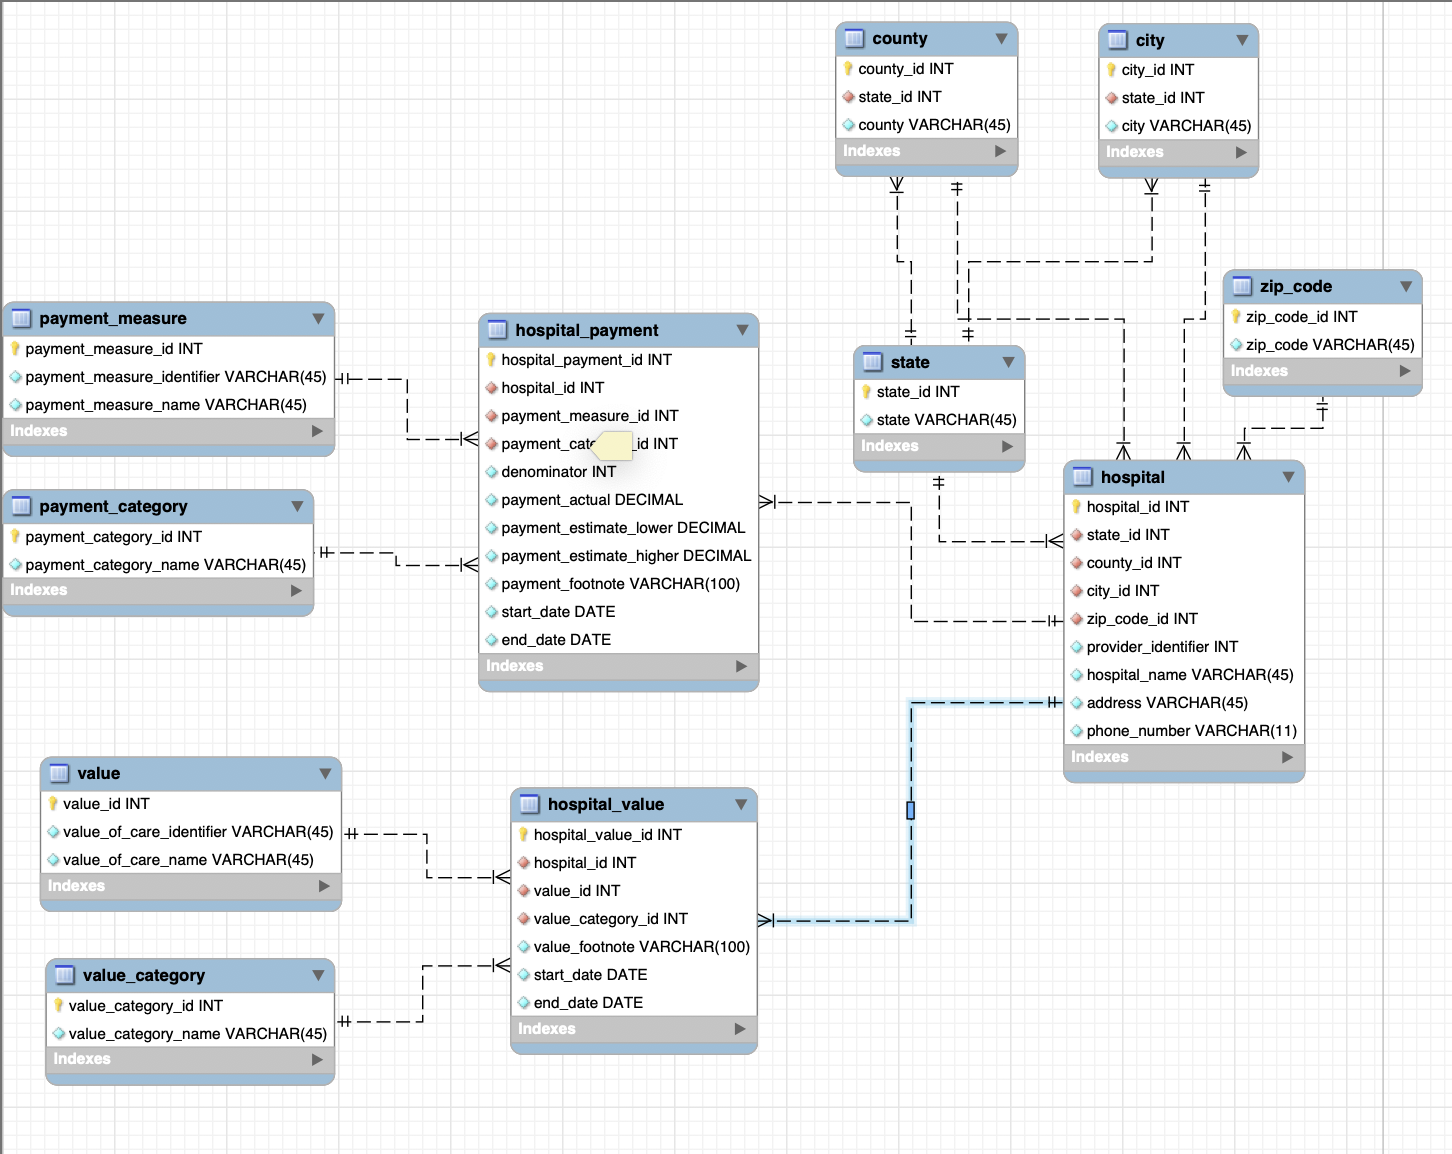 county
county_id INT
state_id INT
county VARCHAR(45)
Indexes
city
city_id INT
state_id INT
city VARCHAR(45)
Indexes
zip_code
zip_code_id INT
zip_code VARCHAR(45)
Indexes
payment_measure
payment_measure_id INT
payment_measure_identifier VARCHAR(45)
payment_measure_name VARCHAR(45)
Indexes
hospital_payment
hospital_payment_id INT
hospital_id INT
payment_measure_id INT
_id INT
denominator INT
payment_actual DECIMAL
payment_estimate_lower DECIMAL
payment_estimate_higher DECIMAL
payment_footnote VARCHAR(100)
start_date DATE
end_date DATE
Indexes
state
state_id INT
state VARCHAR(45)
Indexes
payment_category
payment_category_id INT
payment_category_name VARCHAR(45)
Indexes
hospital
hospital_id INT
state_id INT
county_id INT
city_id INT
zip_code_id INT
provider_identifier INT
hospital_name VARCHAR(45)
address VARCHAR(45)
phone_number VARCHAR(11)
Indexes
value
value_id INT
value_of_care_identifier VARCHAR(45)
value_of_care_name VARCHAR(45)
Indexes
hospital_value
hospital_value_id INT
hospital_id INT
value_id INT
value_category_id INT
value_footnote VARCHAR(100)
start_date DATE
end_date DATE
Indexes
value_category
value_category_id INT
value_category_name VARCHAR(45)
Indexes